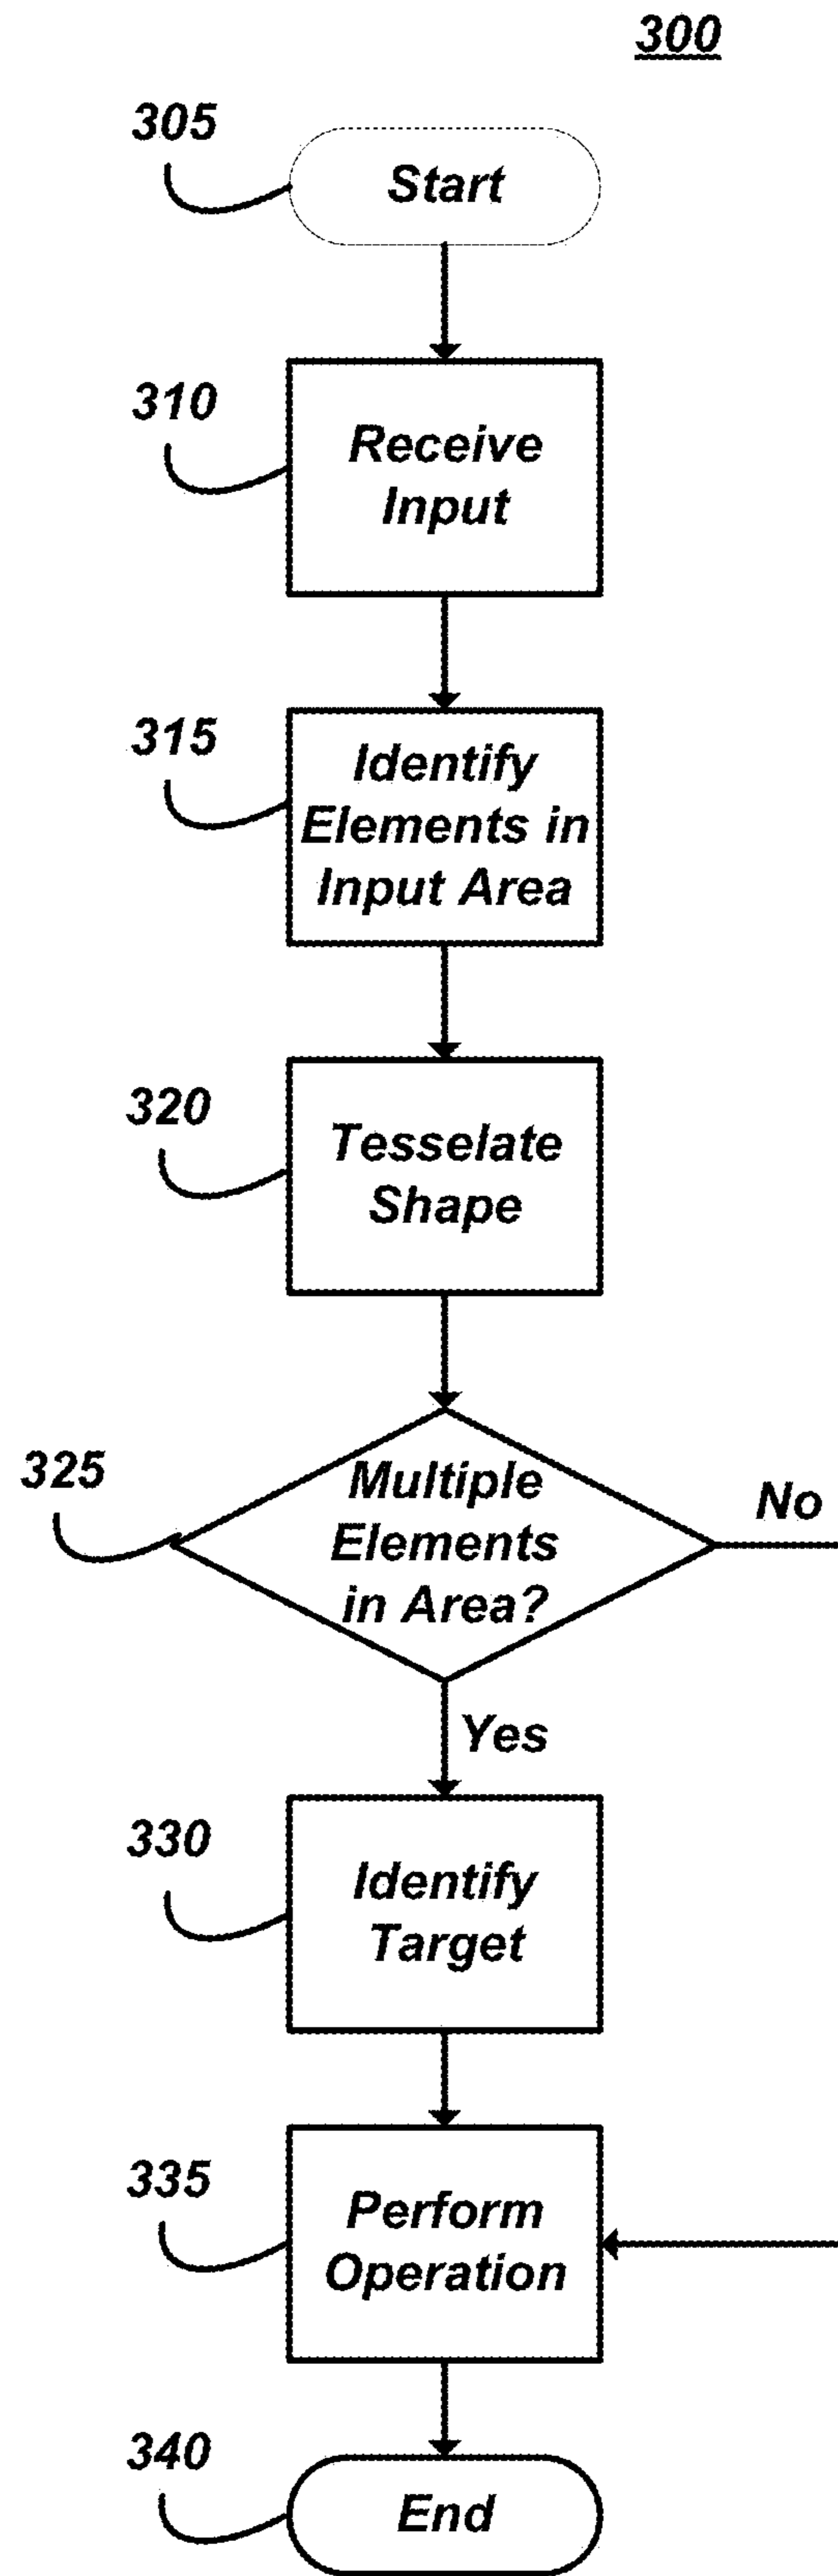 300
305
Start
310
Receive
Input
315
Identify
Elements in
Input Area
320
Tesselate
Shape
325
Multiple
Elements
in Area?
No
Yes
330
Identify
Target
335
Perform
Operation
340
End